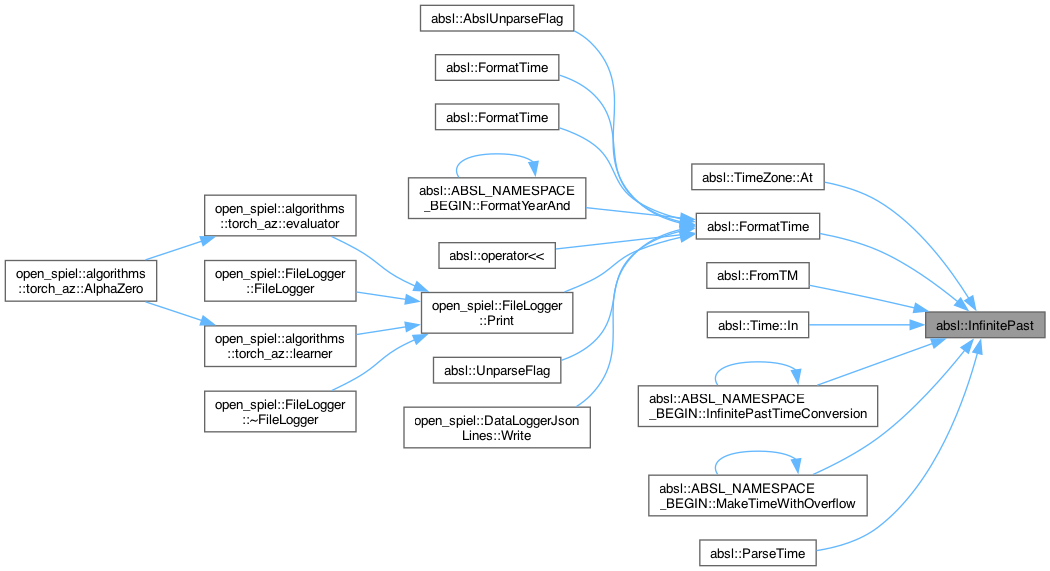 absl::AbslUnparseFlag
absl::FormatTime
absl::FormatTime
absl::ABSL_NAMESPACE
_BEGIN::FormatYearAnd
absl::operator<<
open_spiel::FileLogger
::Print
absl::UnparseFlag
open_spiel::DataLoggerJson
Lines::Write
open_spiel::algorithms
::torch_az::evaluator
open_spiel::FileLogger
::FileLogger
open_spiel::algorithms
::torch_az::learner
open_spiel::FileLogger
::~FileLogger
open_spiel::algorithms
::torch_az::AlphaZero
absl::TimeZone::At
absl::FormatTime
absl::FromTM
absl::Time::In
absl::ABSL_NAMESPACE
_BEGIN::InfinitePastTimeConversion
absl::ABSL_NAMESPACE
_BEGIN::MakeTimeWithOverflow
absl::ParseTime
absl::InfinitePast